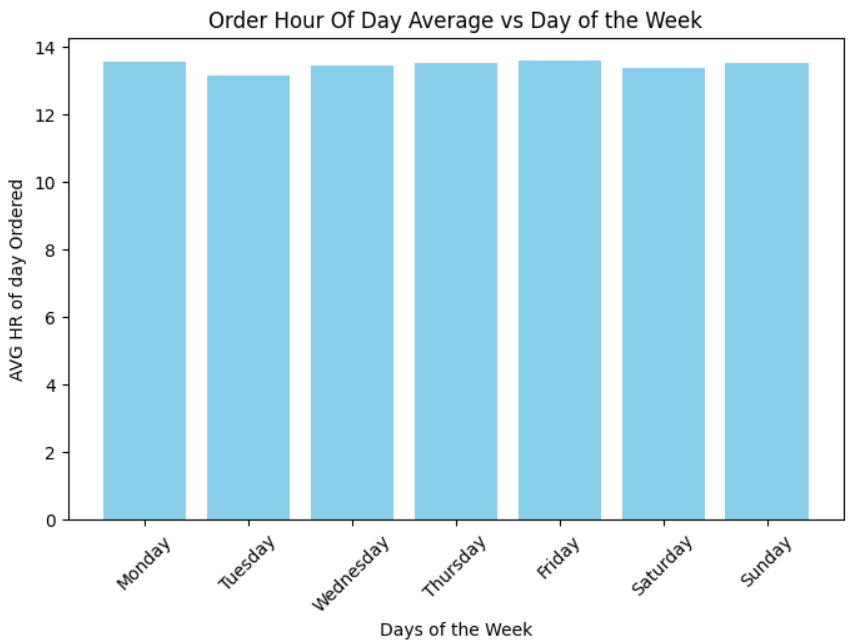 Order Hour Of Day Average vs Day of the Week
AVG HR of day Ordered
14
12
10
8
6
4
2
0
Monday
Tuesday
Wednesday
Thursday
Friday
Saturday
Sunday
Days of the Week